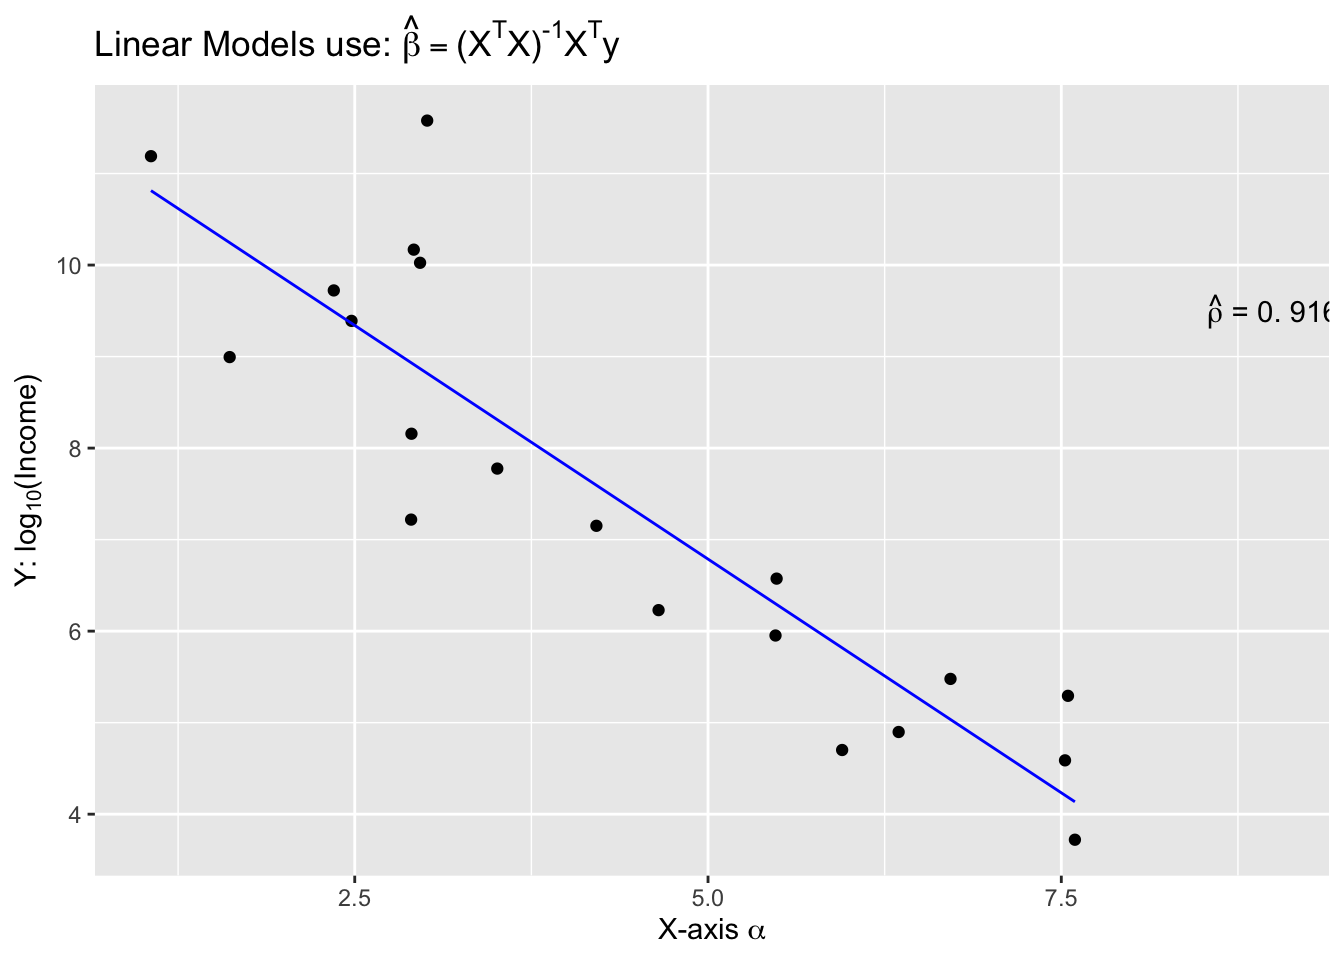 Linear Models use: β̂ = (XᵀX)⁻¹Xᵀy
10
8
6
4
Y: log₁₀(Income)
ρ̂ = 0. 916
2.5 5.0 7.5
X-axis α